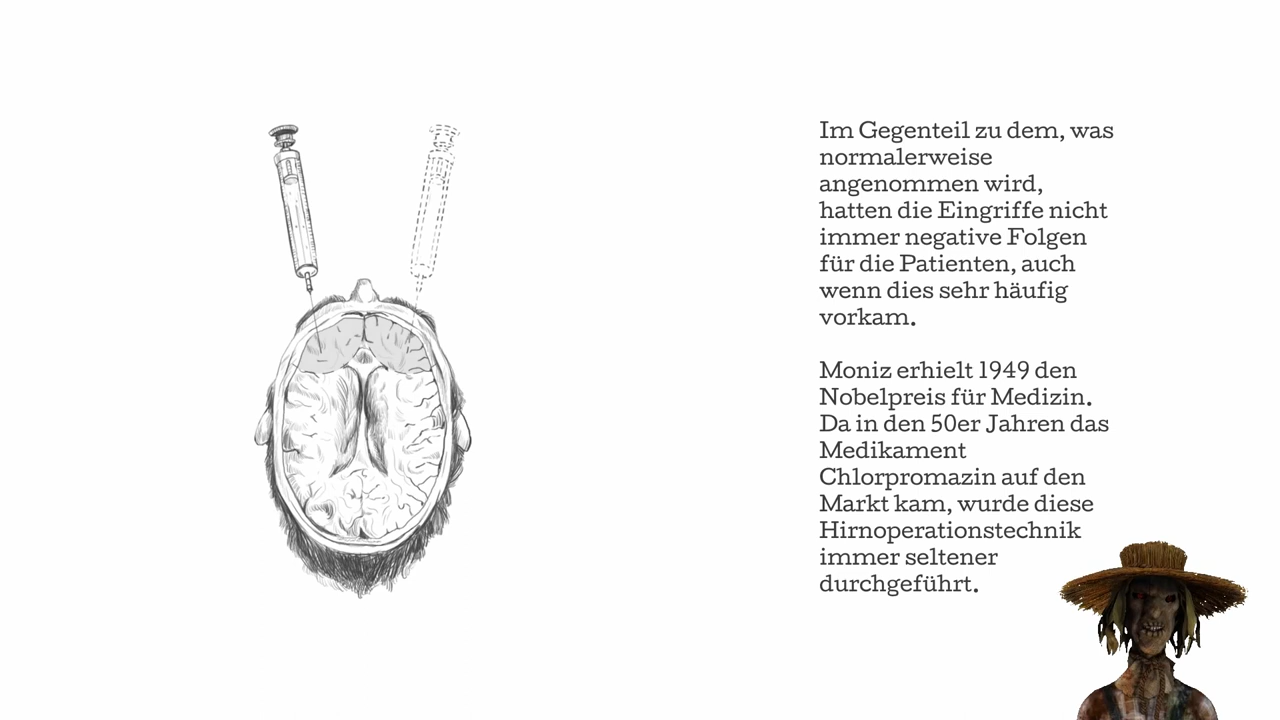 Im Gegenteil zu dem, was
normalerweise
angenommen wird,
hatten die Eingriffe nicht
immer negative Folgen
für die Patienten, auch
wenn dies sehr häufig
vorkam.
Moniz erhielt 1949 den
Nobelpreis für Medizin.
Da in den 50er Jahren das
Medikament
Chlorpromazin auf den
Markt kam, wurde diese
Hirnoperationstechnik
immer seltener
durchgeführt.